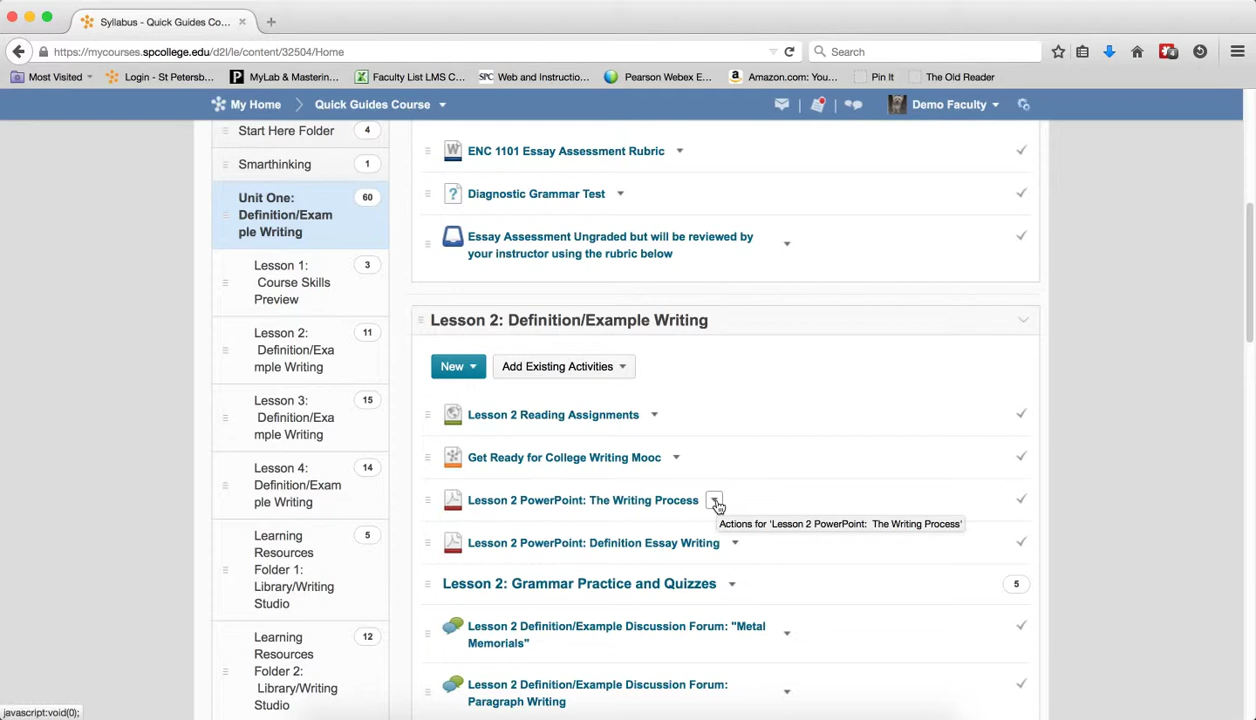 Syllabus - Quick Guides Co...
https://mycourses.spcollege.edu/d2l/le/content/32504/Home
Search
Most Visited
Login - St Petersb...
MyLab & Mastering...
Faculty List LMS C...
SPC
Web and Instructio...
Pearson Webex E...
Amazon.com: You...
Pin It
The Old Reader
My Home
Quick Guides Course
Demo Faculty
Start Here Folder
4
Smarthinking
1
Unit One:
Definition/Exam
ple Writing
60
Lesson 1:
Course Skills
Preview
3
Lesson 2:
Definition/Exa
mple Writing
11
Lesson 3:
Definition/Exa
mple Writing
15
Lesson 4:
Definition/Exam
ple Writing
14
Learning
Resources
Folder 1:
Library/Writing
Studio
5
Learning
Resources
Folder 2:
Library/Writing
Studio
12
ENC 1101 Essay Assessment Rubric
Diagnostic Grammar Test
Essay Assessment Ungraded but will be reviewed by
your instructor using the rubric below
Lesson 2: Definition/Example Writing
New
Add Existing Activities
Lesson 2 Reading Assignments
Get Ready for College Writing Mooc
Lesson 2 PowerPoint: The Writing Process
Actions for 'Lesson 2 PowerPoint: The Writing Process'
Lesson 2 PowerPoint: Definition Essay Writing
Lesson 2: Grammar Practice and Quizzes
5
Lesson 2 Definition/Example Discussion Forum: "Metal
Memorials"
Lesson 2 Definition/Example Discussion Forum:
Paragraph Writing
javascript:void(0);